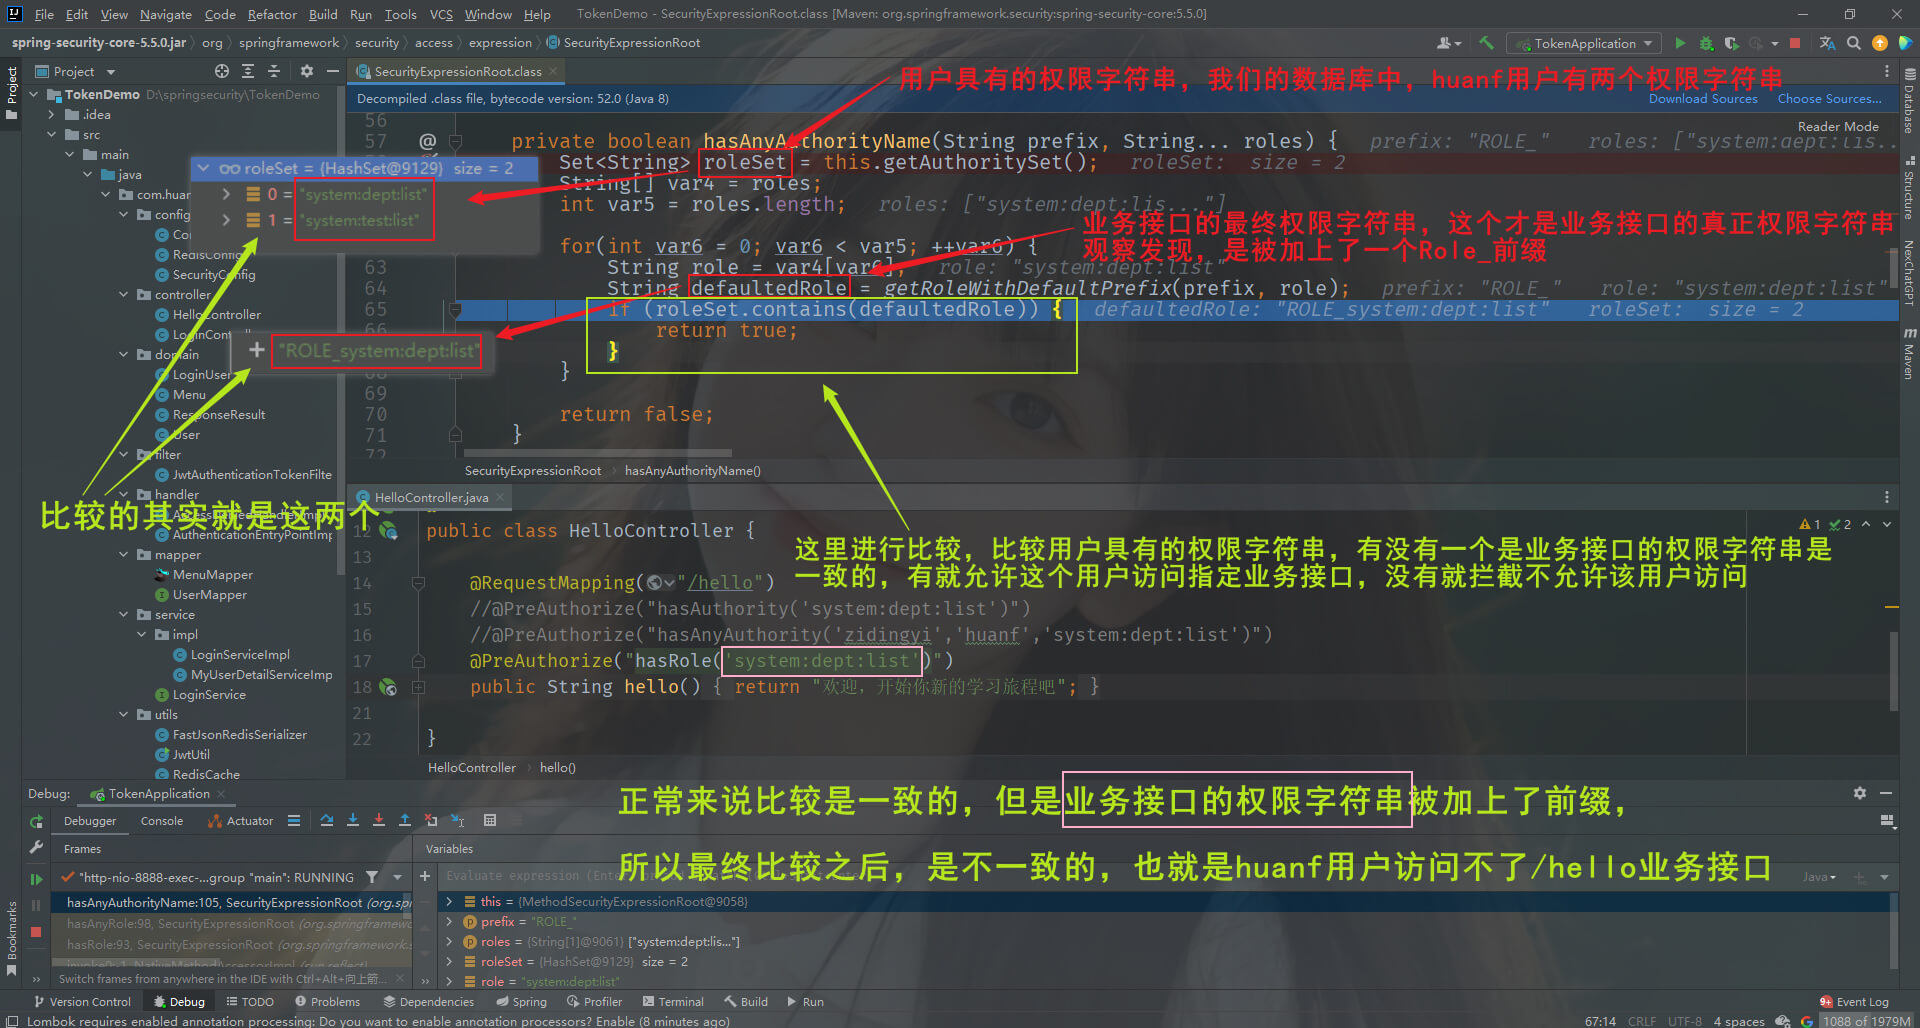 File Edit View Navigate Code Refactor Build Run Tools VCS Window Help TokenDemo - SecurityExpressionRoot.class [Maven: org.springframework.security:spring-security-core:5.5.0]
spring-security-core-5.5.0.jar org springframework security access expression SecurityExpressionRoot
TokenApplication
Project
SecurityExpressionRoot.class
用户具有的权限字符串，我们的数据库中，huanf用户有两个权限字符串
Decompiled .class file, bytecode version: 52.0 (Java 8)
Download Sources Choose Sources...
Reader Mode
Project
TokenDemo D:\springsecurity\TokenDemo
.idea
src
main
java
com.huan
config
Co
RedisConfig
SecurityConfig
controller
HelloController
LoginCont
domain
LoginUser
Menu
ResponseResult
User
filter
JwtAuthenticationTokenFilte
handler
AuthenticationEntryPointImp
mapper
MenuMapper
UserMapper
service
impl
LoginServiceImpl
MyUserDetailServiceImp
LoginService
utils
FastJsonRedisSerializer
JwtUtil
RedisCache
roleSet = {HashSet@9129} size = 2
0 = "system:dept:list"
1 = "system:test:list"
"ROLE_system:dept:list"
比较的其实就是这两个
56
57 @ private boolean hasAnyAuthorityName(String prefix, String... roles) { prefix: "ROLE_" roles: ["system:dept:lis...
Set<String> roleSet = this.getAuthoritySet(); roleSet: size = 2
String[] var4 = roles;
int var5 = roles.length; roles: ["system:dept:lis..."]
业务接口的最终权限字符串，这个才是业务接口的真正权限字符串
观察发现，是被加上了一个Role_前缀
for(int var6 = 0; var6 < var5; ++var6) {
63 String role = var4[var6]; role: "system:dept:list"
64 String defaultedRole = getRoleWithDefaultPrefix(prefix, role); prefix: "ROLE_" role: "system:dept:list"
65 if (roleSet.contains(defaultedRole)) { defaultedRole: "ROLE_system:dept:list" roleSet: size = 2
66 return true;
}
68 }
69
70 return false;
71 }
72
SecurityExpressionRoot hasAnyAuthorityName()
HelloController.java
12 public class HelloController {
1 2
13
这里进行比较，比较用户具有的权限字符串，有没有一个是业务接口的权限字符串是
一致的，有就允许这个用户访问指定业务接口，没有就拦截不允许该用户访问
14 @RequestMapping("/hello")
15 //@PreAuthorize("hasAuthority('system:dept:list')")
16 //@PreAuthorize("hasAnyAuthority('zidingyi','huanf','system:dept:list')")
17 @PreAuthorize("hasRole('system:dept:list')")
18 public String hello() { return "欢迎，开始你新的学习旅程吧"; }
21
22 }
HelloController hello()
正常来说比较是一致的，但是业务接口的权限字符串被加上了前缀，
所以最终比较之后，是不一致的，也就是huanf用户访问不了/hello业务接口
Debug: TokenApplication
Debugger Console Actuator
Frames
Variables
"http-nio-8888-exec-...group "main": RUNNING
Evaluate expression (Ente
Java
hasAnyAuthorityName:105, SecurityExpressionRoot (org.spr
hasAnyRole:98, SecurityExpressionRoot (org.springframewo
hasRole:93, SecurityExpressionRoot (org.springframework.s
invoke0:-1, NativeMethodAccessorImpl (sun.reflect)
Switch frames from anywhere in the IDE with Ctrl+Alt+向上箭...
this = {MethodSecurityExpressionRoot@9058}
prefix = "ROLE_"
roles = {String[1]@9061} ["system:dept:lis..."]
roleSet = {HashSet@9129} size = 2
role = "system:dept:list"
Bookmarks
Database
Structure
NexChatGPT
Maven
Version Control Debug TODO Problems Dependencies Spring Profiler Terminal Build Run
9+ Event Log
Lombok requires enabled annotation processing: Do you want to enable annotation processors? Enable (8 minutes ago)
67:14 CRLF UTF-8 4 spaces 1088 of 1979M